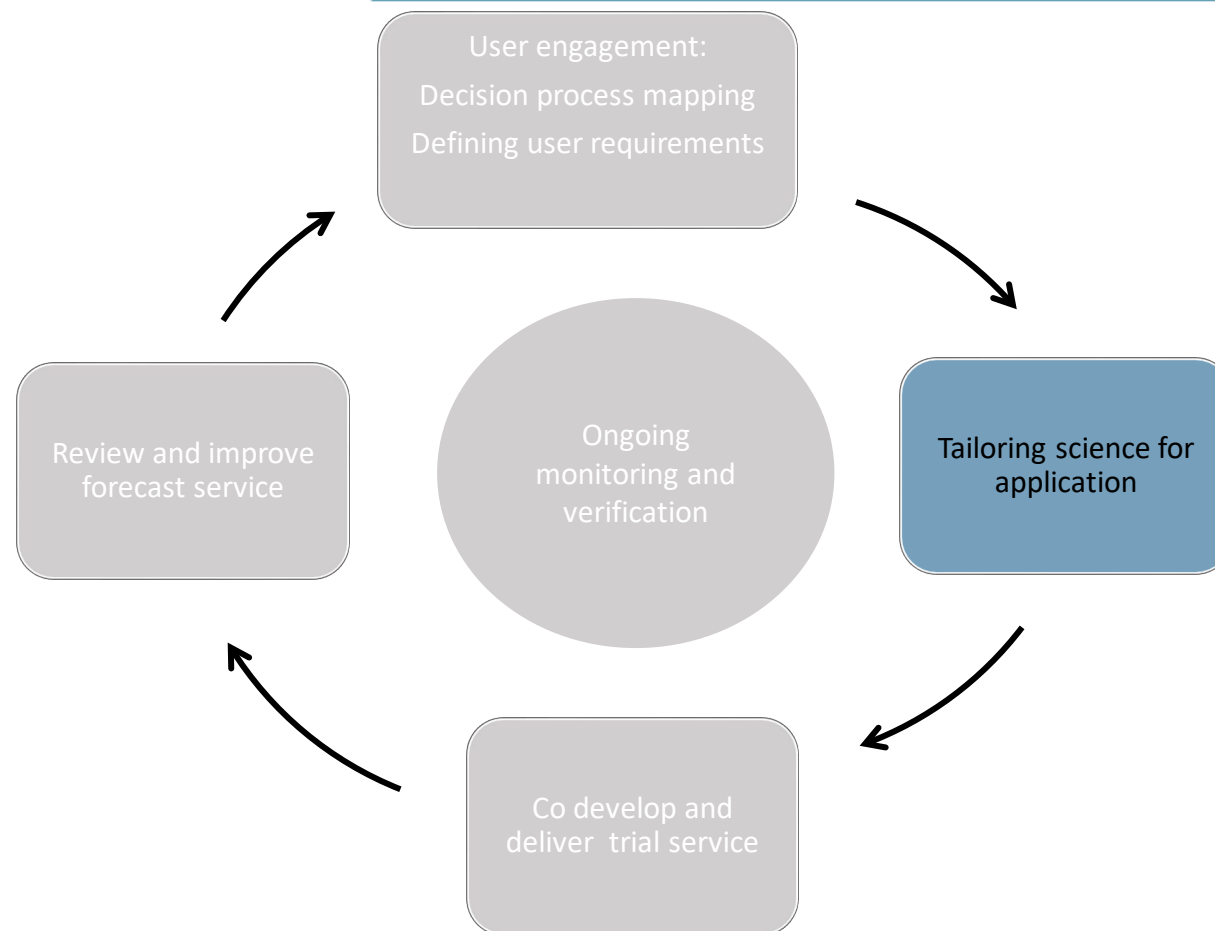 User engagement:
Decision process mapping
Defining user requirements
Review and improve
forecast service
Ongoing
monitoring and
verification
Tailoring science for
application
Co develop and
deliver  trial service